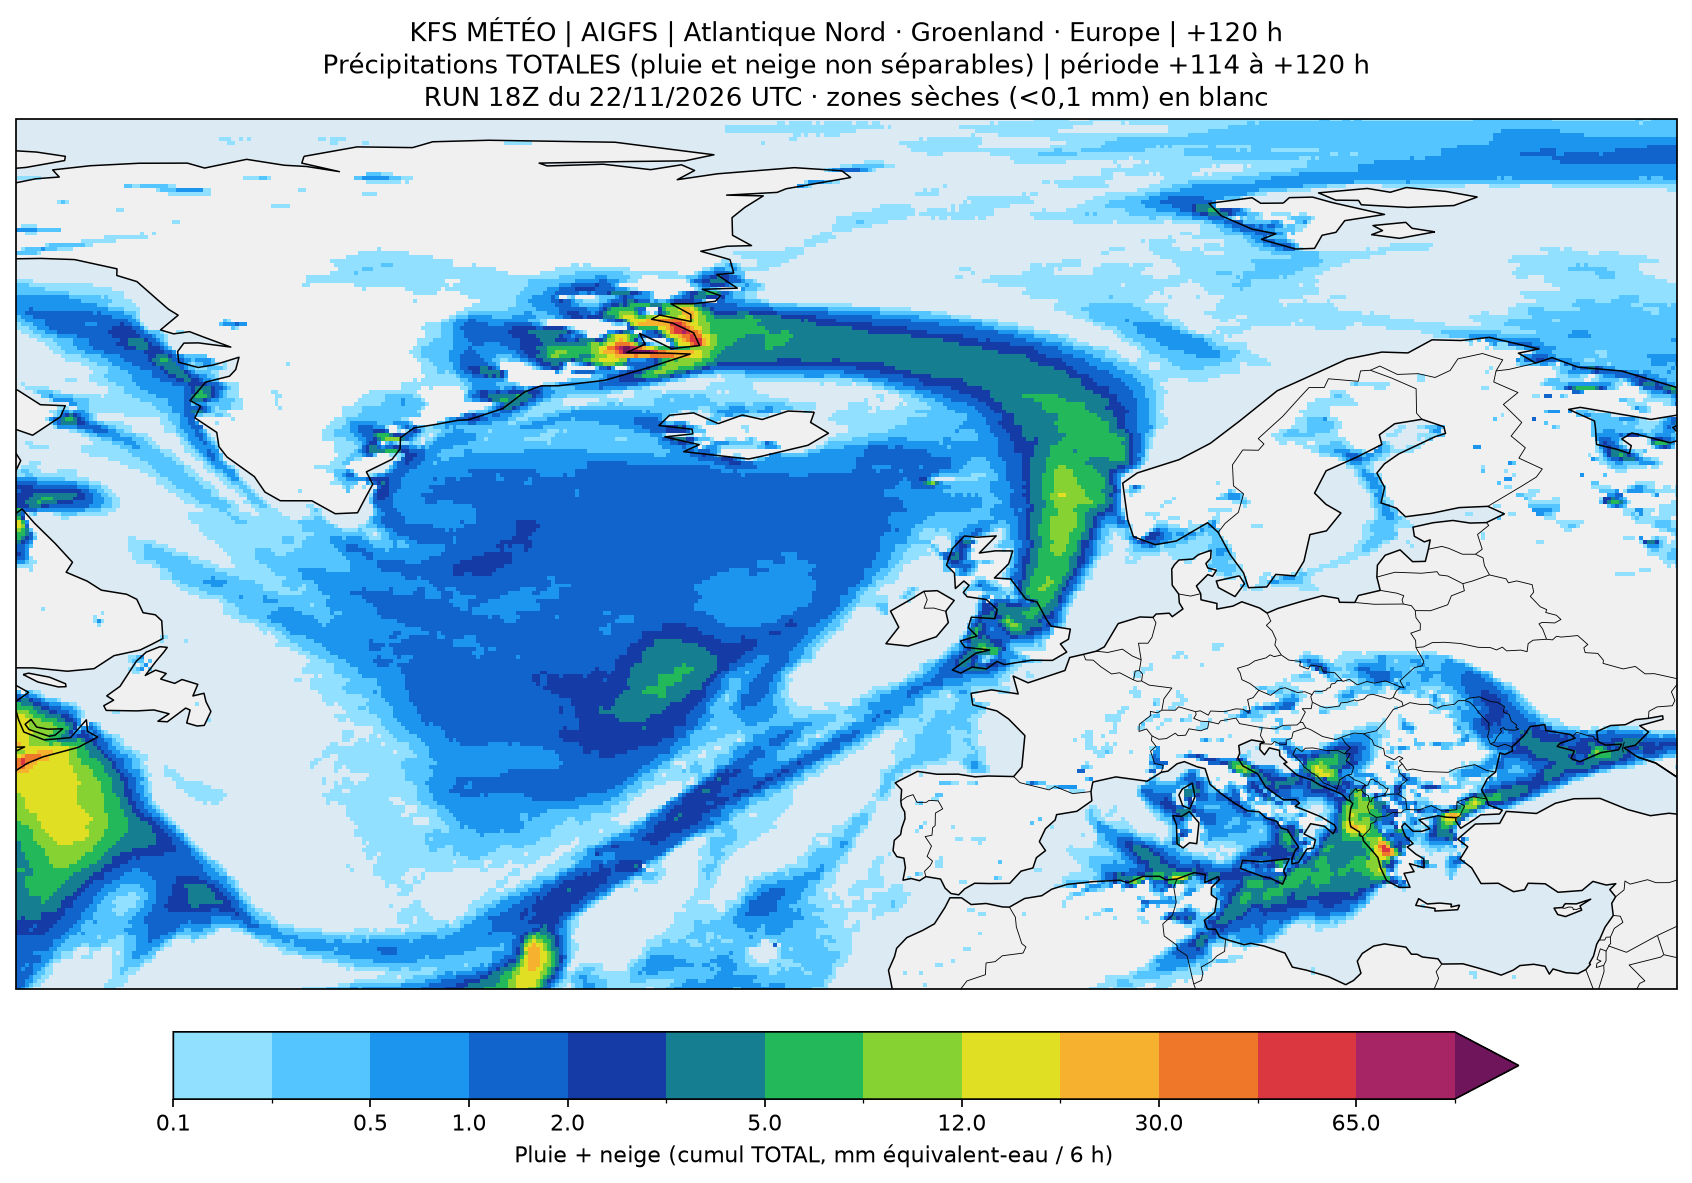 KFS MÉTÉO | AIGFS | Atlantique Nord · Groenland · Europe | +120 h
Précipitations TOTALES (pluie et neige non séparables) | période +114 à +120 h
RUN 18Z du 22/11/2026 UTC · zones sèches (<0,1 mm) en blanc
0.1 0.5 1.0 2.0 5.0 12.0 30.0 65.0
Pluie + neige (cumul TOTAL, mm équivalent-eau / 6 h)